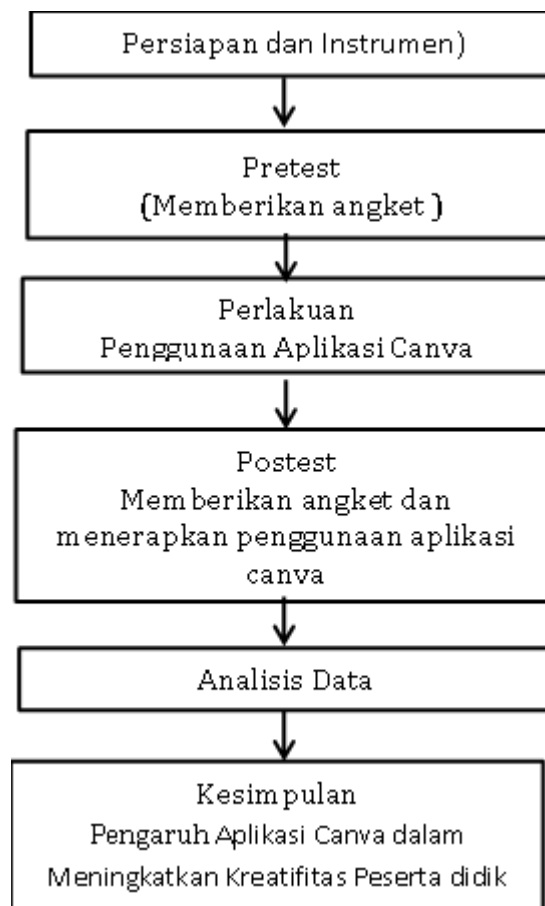 Persiapan dan Instrumen)
Pretest
(Memberikan angket )
Perlakuan
Penggunaan Aplikasi Canva
Postest
Memberikan angket dan
menerapkan penggunaan aplikasi
canva
Analisis Data
Kesimpulan
Pengaruh Aplikasi Canva dalam
Meningkatkan Kreatifitas Peserta didik